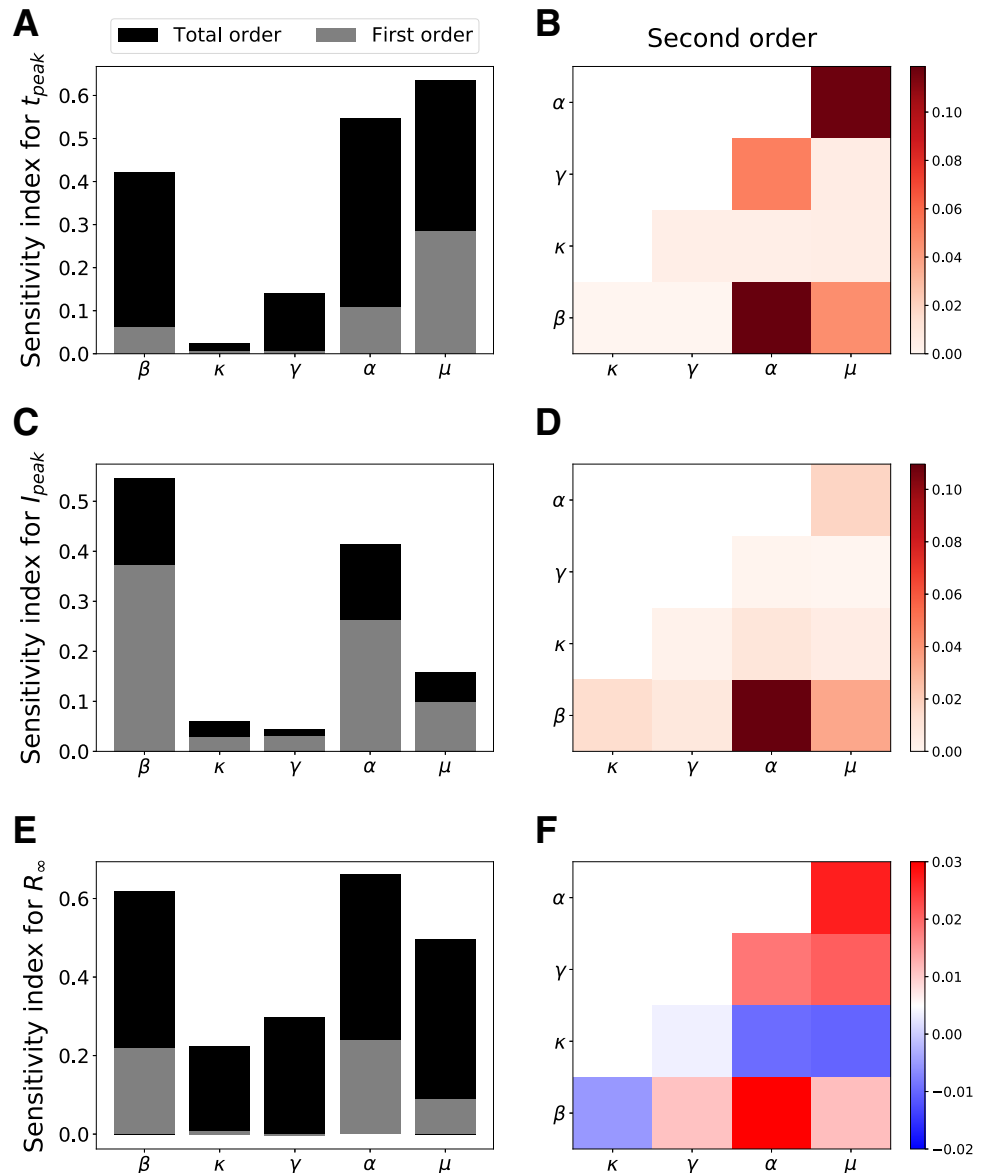 A
Total order
First order
B
Second order
Sensitivity index for t_peak
0.6
0.5
0.4
0.3
0.2
0.1
0.0
β κ γ α μ
α
γ
κ
β
κ γ α μ
0.10
0.08
0.06
0.04
0.02
0.00
C
D
Sensitivity index for I_peak
0.5
0.4
0.3
0.2
0.1
0.0
β κ γ α μ
α
γ
κ
β
κ γ α μ
0.10
0.08
0.06
0.04
0.02
0.00
E
F
Sensitivity index for R_∞
0.6
0.4
0.2
0.0
β κ γ α μ
α
γ
κ
β
κ γ α μ
0.03
0.02
0.01
0.00
−0.01
−0.02